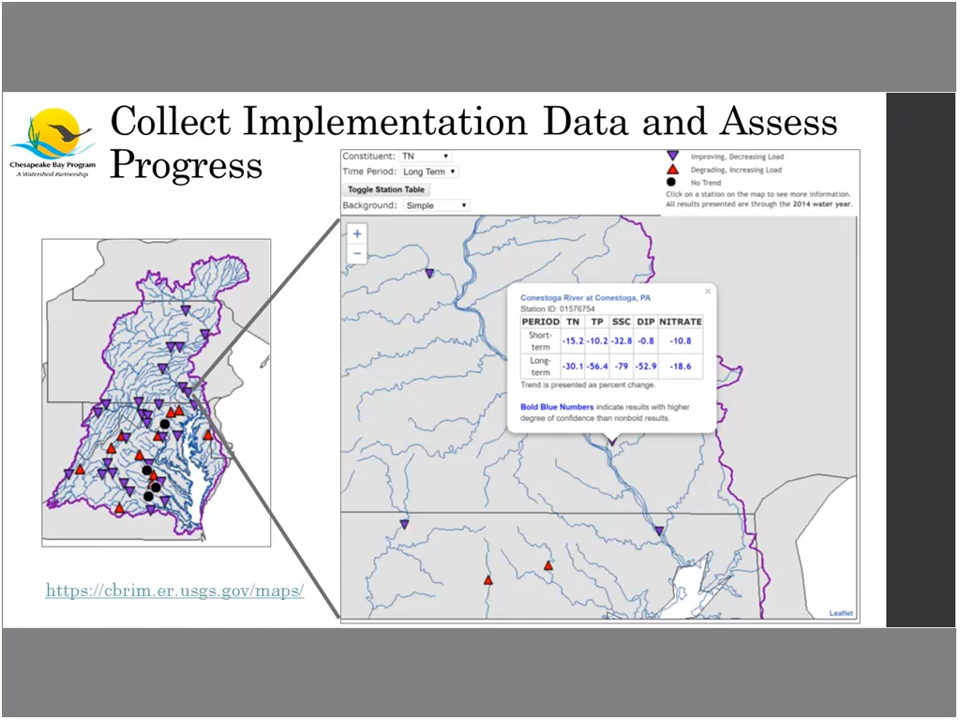 Collect Implementation Data and Assess
Progress
Chesapeake Bay Program
A Watershed Partnership
Constituent: TN
Time Period: Long Term
Toggle Station Table
Background: Simple
Improving, Decreasing Load
Degrading, Increasing Load
No Trend
Click on a station on the map to see more information.
All results presented are through the 2014 water year.
+
−
×
Conestoga River at Conestoga, PA
Station ID: 01576754
PERIOD TN TP SSC DIP NITRATE
Short-
term -15.2 -10.2 -32.8 -0.8 -10.8
Long-
term -30.1 -56.4 -79 -52.9 -18.6
Trend is presented as percent change.
Bold Blue Numbers indicate results with higher
degree of confidence than nonbold results.
https://cbrim.er.usgs.gov/maps/
Leaflet